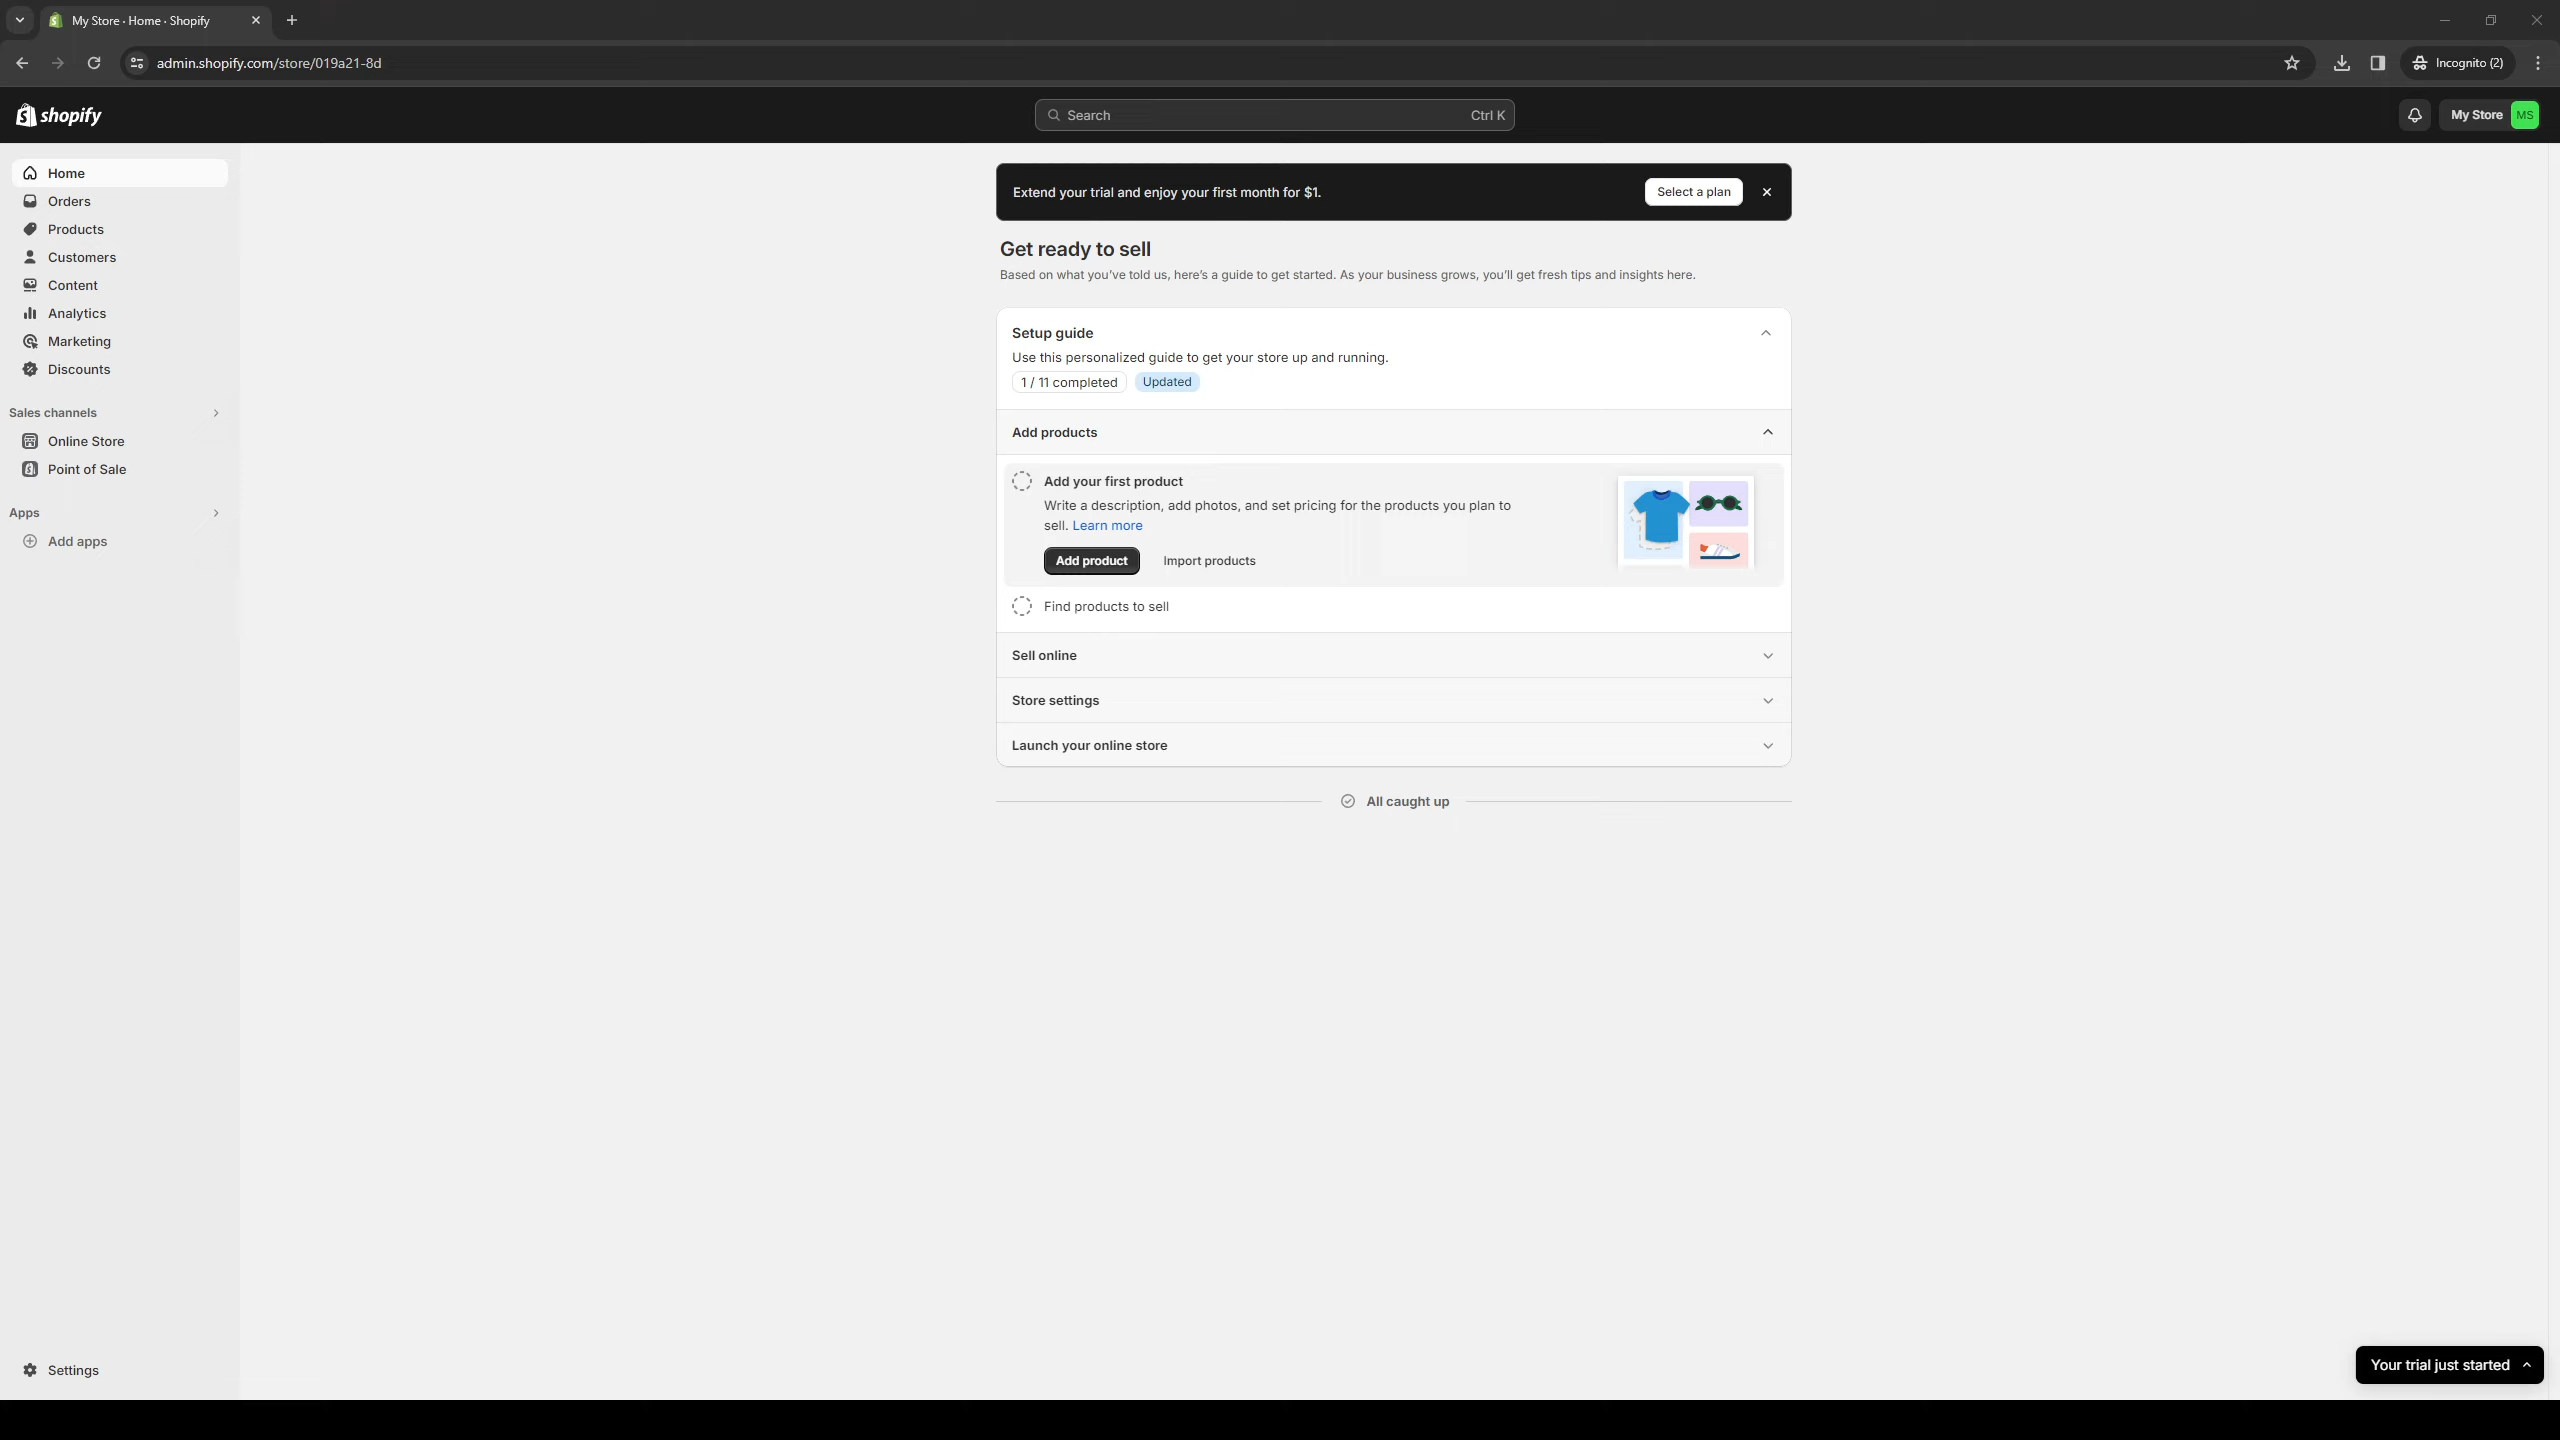 My Store · Home · Shopify
admin.shopify.com/store/019a21-8d
Incognito (2)
shopify
Search
Ctrl K
My Store
MS
Home
Orders
Products
Customers
Content
Analytics
Marketing
Discounts
Sales channels
Online Store
Point of Sale
Apps
Add apps
Settings
Extend your trial and enjoy your first month for $1.
Select a plan
Get ready to sell
Based on what you've told us, here's a guide to get started. As your business grows, you'll get fresh tips and insights here.
Setup guide
Use this personalized guide to get your store up and running.
1 / 11 completed
Updated
Add products
Add your first product
Write a description, add photos, and set pricing for the products you plan to
sell. Learn more
Add product
Import products
Find products to sell
Sell online
Store settings
Launch your online store
All caught up
Your trial just started